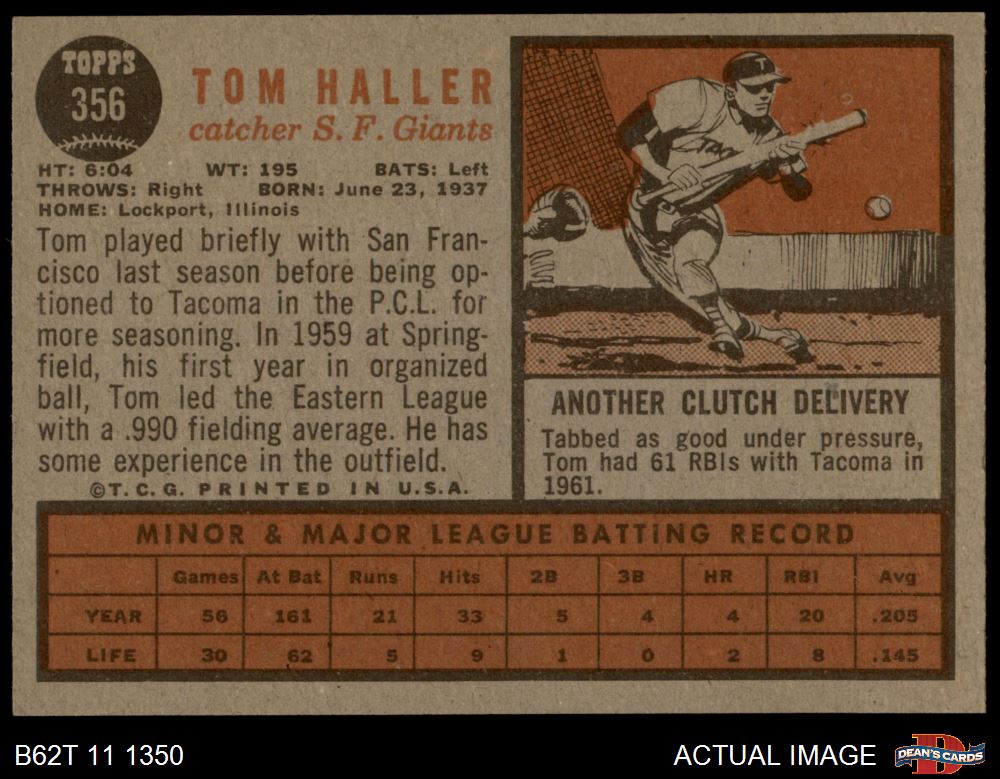 TOPPS
356
TOM HALLER
catcher S. F. Giants
HT: 6:04 WT: 195 BATS: Left
THROWS: Right BORN: June 23, 1937
HOME: Lockport, Illinois
Tom played briefly with San Fran-
cisco last season before being op-
tioned to Tacoma in the P.C.L. for
more seasoning. In 1959 at Spring-
field, his first year in organized
ball, Tom led the Eastern League
with a .990 fielding average. He has
some experience in the outfield.
©T.C.G. PRINTED IN U.S.A.
T
TAC
ANOTHER CLUTCH DELIVERY
Tabbed as good under pressure,
Tom had 61 RBIs with Tacoma in
1961.
MINOR & MAJOR LEAGUE BATTING RECORD
Games At Bat Runs Hits 2B 3B HR RBI Avg
YEAR 56 161 21 33 5 4 4 20 .205
LIFE 30 62 5 9 1 0 2 8 .145
B62T 11 1350
ACTUAL IMAGE
D
DEAN'S CARDS